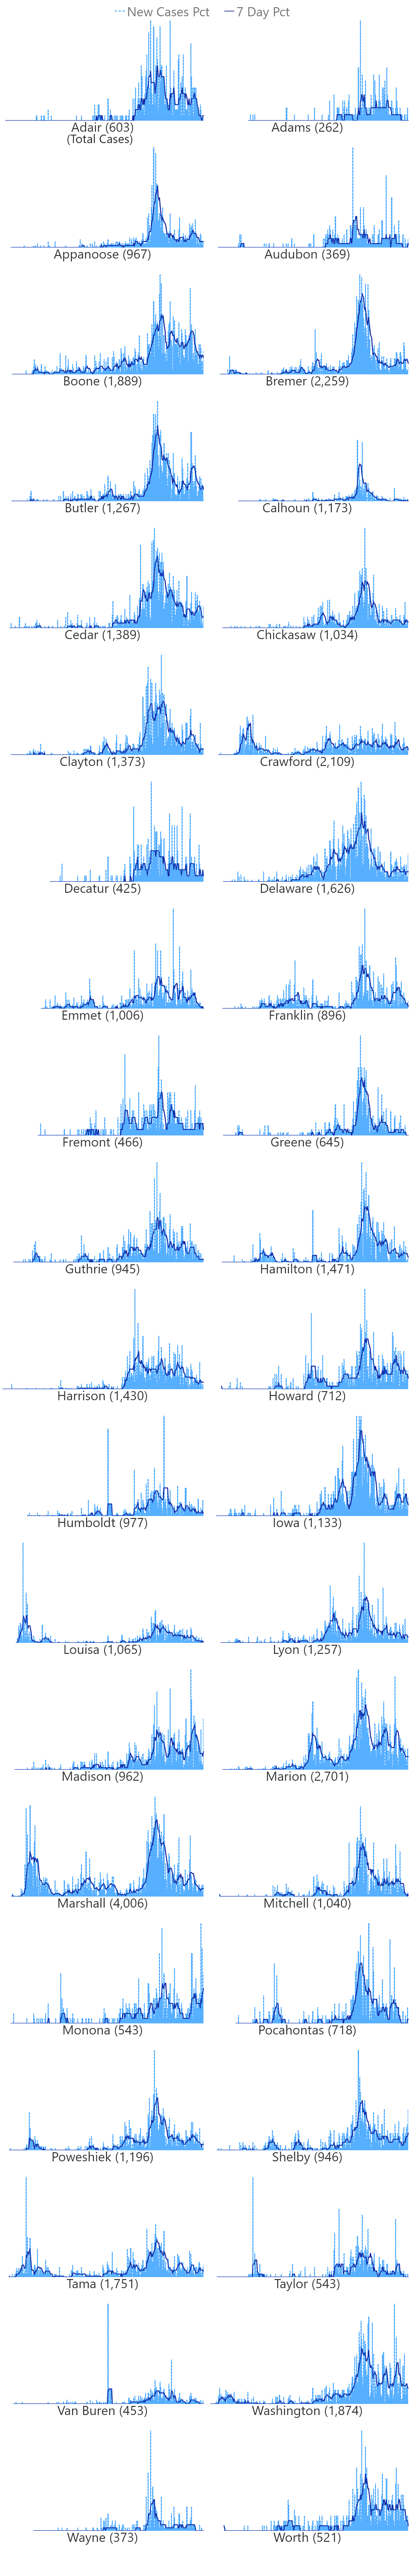 New Cases Pct 7 Day Pct
Adair (603) Adams (262)
(Total Cases)
Appanoose (967) Audubon (369)
Boone (1,889) Bremer (2,259)
Butler (1,267) Calhoun (1,173)
Cedar (1,389) Chickasaw (1,034)
Clayton (1,373) Crawford (2,109)
Decatur (425) Delaware (1,626)
Emmet (1,006) Franklin (896)
Fremont (466) Greene (645)
Guthrie (945) Hamilton (1,471)
Harrison (1,430) Howard (712)
Humboldt (977) Iowa (1,133)
Louisa (1,065) Lyon (1,257)
Madison (962) Marion (2,701)
Marshall (4,006) Mitchell (1,040)
Monona (543) Pocahontas (718)
Poweshiek (1,196) Shelby (946)
Tama (1,751) Taylor (543)
Van Buren (453) Washington (1,874)
Wayne (373) Worth (521)